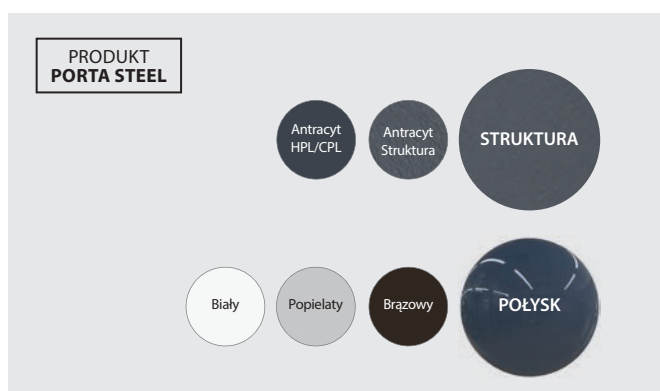 PRODUKT
PORTA STEEL
Antracyt
HPL/CPL
Antracyt
Struktura
STRUKTURA
Biały
Popielaty
Brązowy
POŁYSK